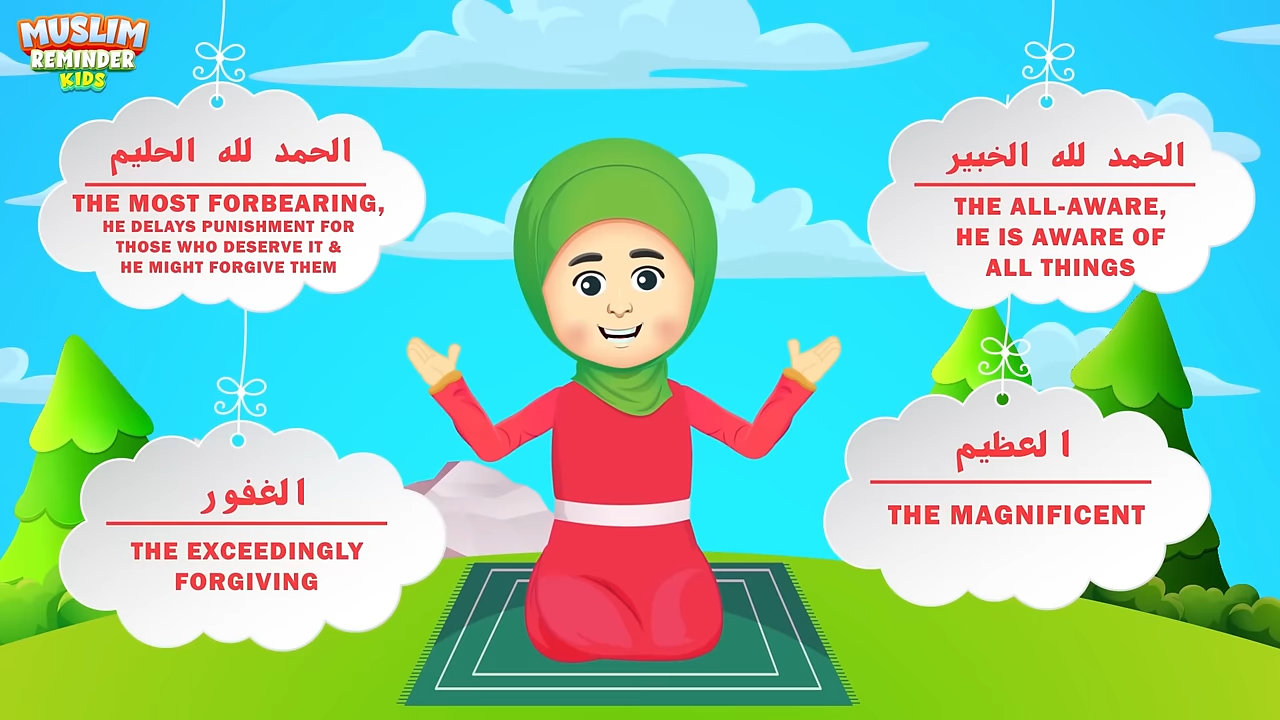 MUSLIM
REMINDER
KIDS
الحمد لله الحليم
THE MOST FORBEARING,
HE DELAYS PUNISHMENT FOR
THOSE WHO DESERVE IT &
HE MIGHT FORGIVE THEM
الحمد لله الخبير
THE ALL-AWARE,
HE IS AWARE OF
ALL THINGS
الغفور
THE EXCEEDINGLY
FORGIVING
العظيم
THE MAGNIFICENT